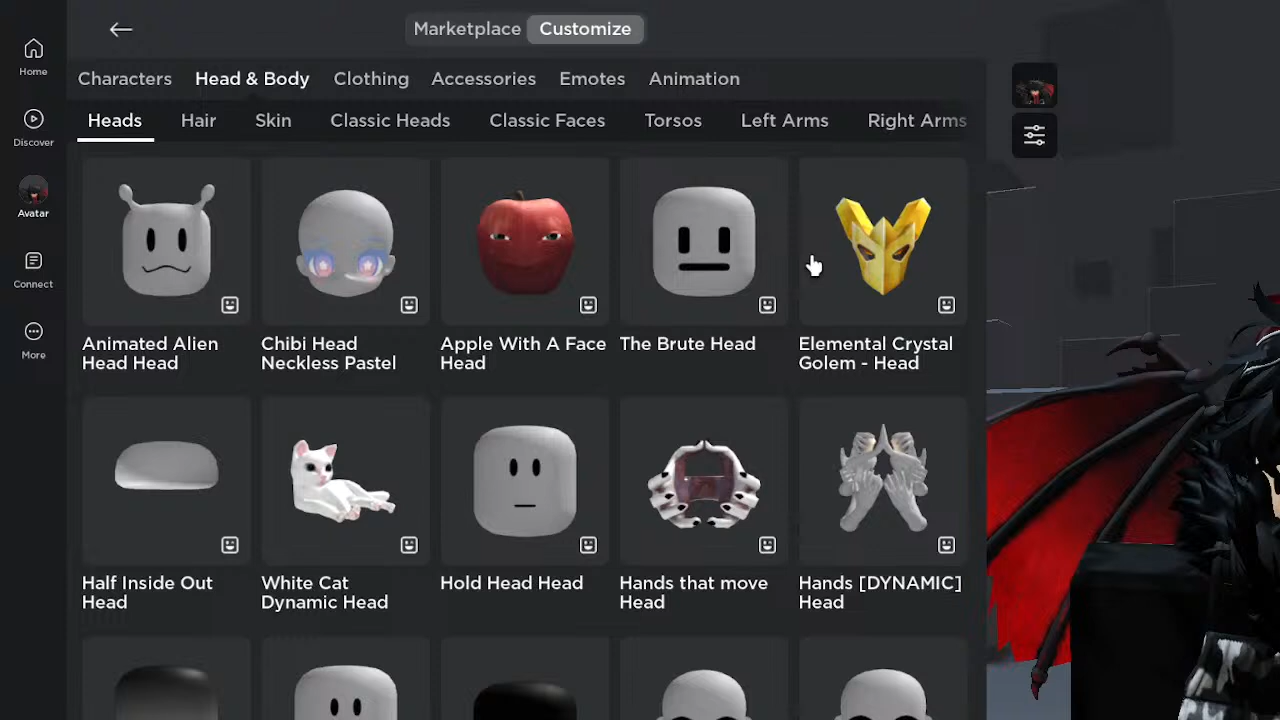 Marketplace Customize
Home
Discover
Avatar
Connect
More
Characters Head & Body Clothing Accessories Emotes Animation
Heads Hair Skin Classic Heads Classic Faces Torsos Left Arms Right Arms
Animated Alien
Head Head
Chibi Head
Neckless Pastel
Apple With A Face
Head
The Brute Head
Elemental Crystal
Golem - Head
Half Inside Out
Head
White Cat
Dynamic Head
Hold Head Head
Hands that move
Head
Hands [DYNAMIC]
Head